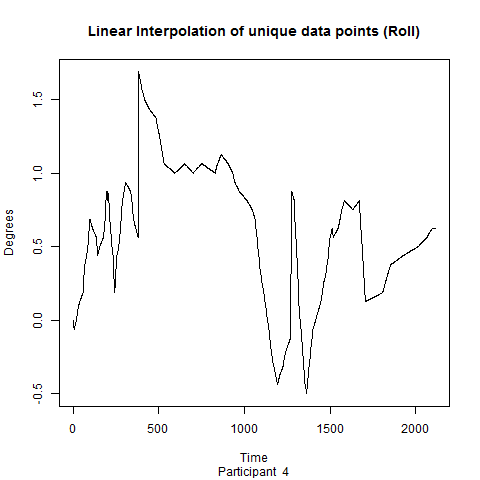 Linear Interpolation of unique data points (Roll)
Degrees
1.5
1.0
0.5
0.0
-0.5
0 500 1000 1500 2000
Time
Participant 4